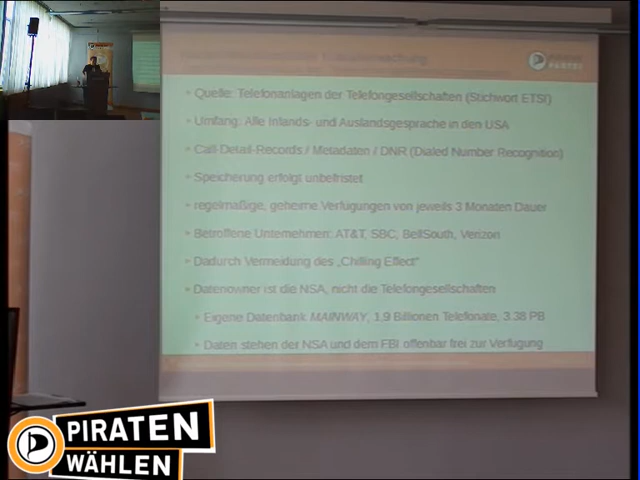 PIRATEN
PARTEI
Quelle: Telefonanlagen der Telefongesellschaften (Stichwort ETSI)
Umfang: Alle Inlands- und Auslandsgespräche in den USA
Call-Detail-Records / Metadaten / DNR (Dialed Number Recognition)
Speicherung erfolgt unbefristet
regelmäßige, geheime Verfügungen von jeweils 3 Monaten Dauer
Betroffene Unternehmen: AT&T, SBC, BellSouth, Verizon
Dadurch Vermeidung des „Chilling Effect"
Datenowner ist die NSA, nicht die Telefongesellschaften
Eigene Datenbank MAINWAY, 1.9 Billionen Telefonate, 3.38 PB
Daten stehen der NSA und dem FBI offenbar frei zur Verfügung
PIRATEN
WÄHLEN